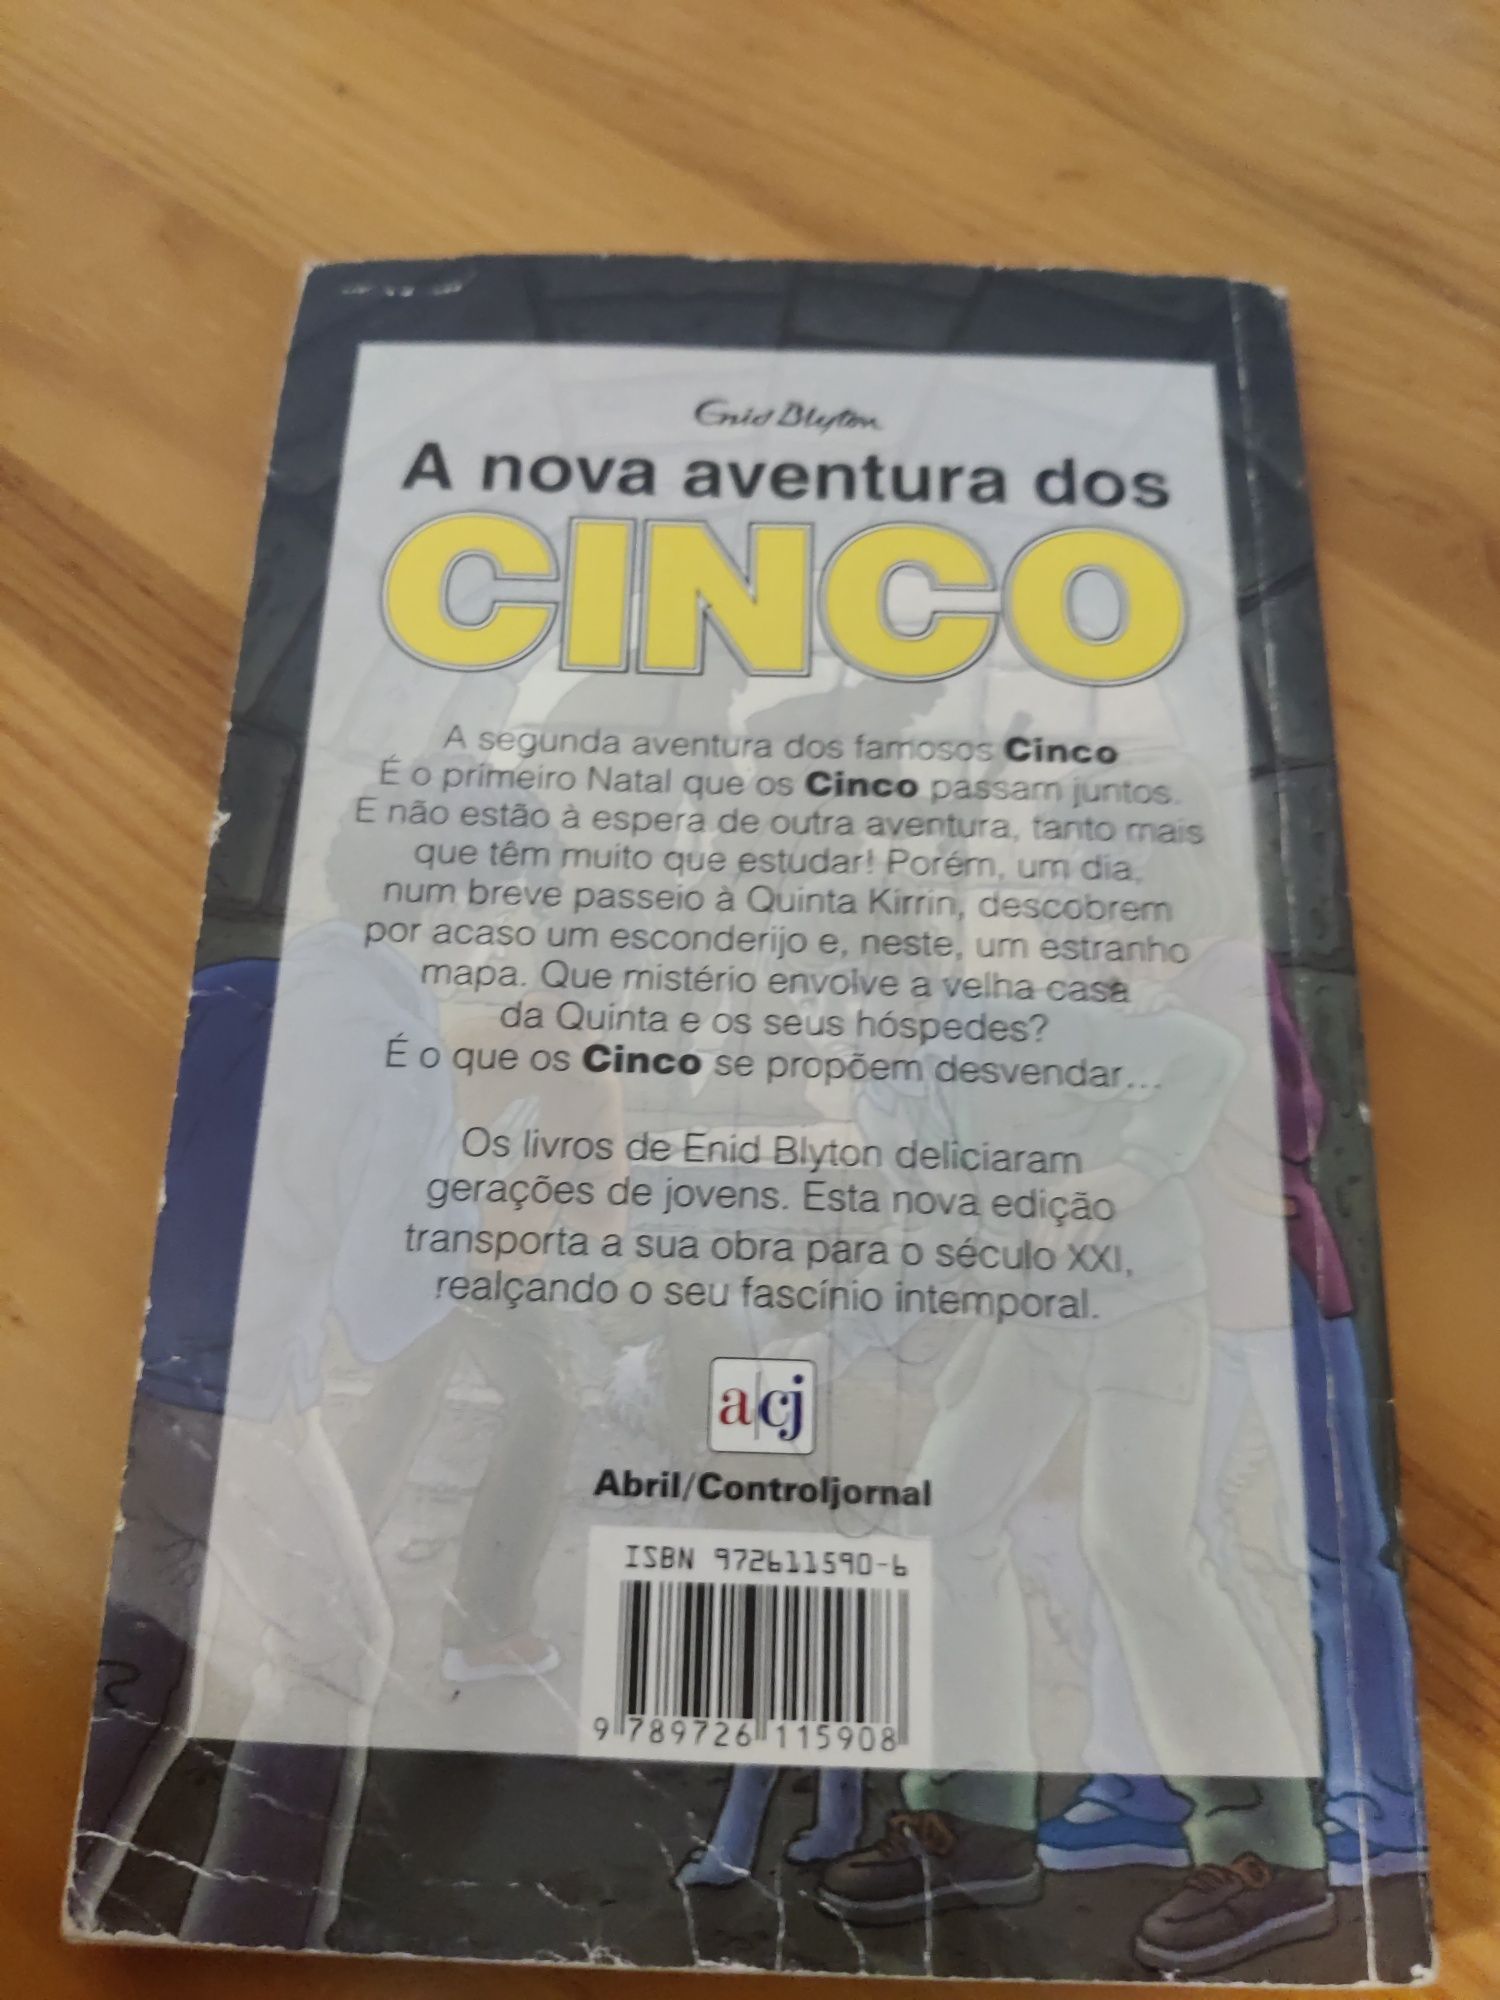 Enid Blyton
A nova aventura dos
CINCO
A segunda aventura dos famosos Cinco
É o primeiro Natal que os Cinco passam juntos.
E não estão à espera de outra aventura, tanto mais
que têm muito que estudar! Porém, um dia,
num breve passeio à Quinta Kirrin, descobrem
por acaso um esconderijo e, neste, um estranho
mapa. Que mistério envolve a velha casa
da Quinta e os seus hóspedes?
É o que os Cinco se propõem desvendar...
Os livros de Enid Blyton deliciaram
gerações de jovens. Esta nova edição
transporta a sua obra para o século XXI,
realçando o seu fascínio intemporal.
a/cj
Abril/Controljornal
ISBN 972611590-6
9 789726 115908